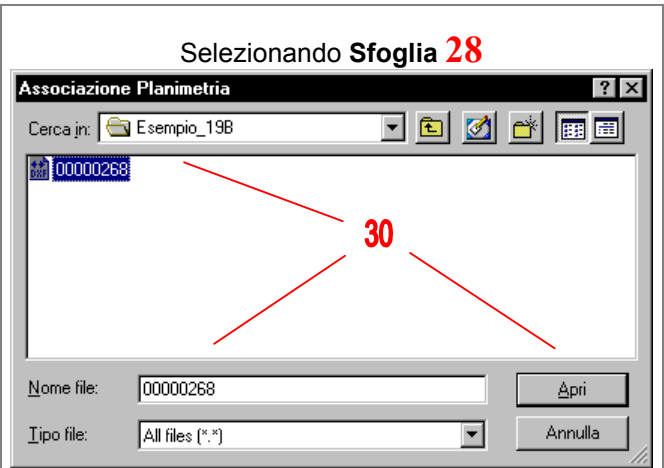 Selezionando Sfoglia 28
Associazione Planimetria
Cerca in: Esempio_19B
DXF 00000268
30
Nome file: 00000268 Apri
Tipo file: All files (*.*) Annulla